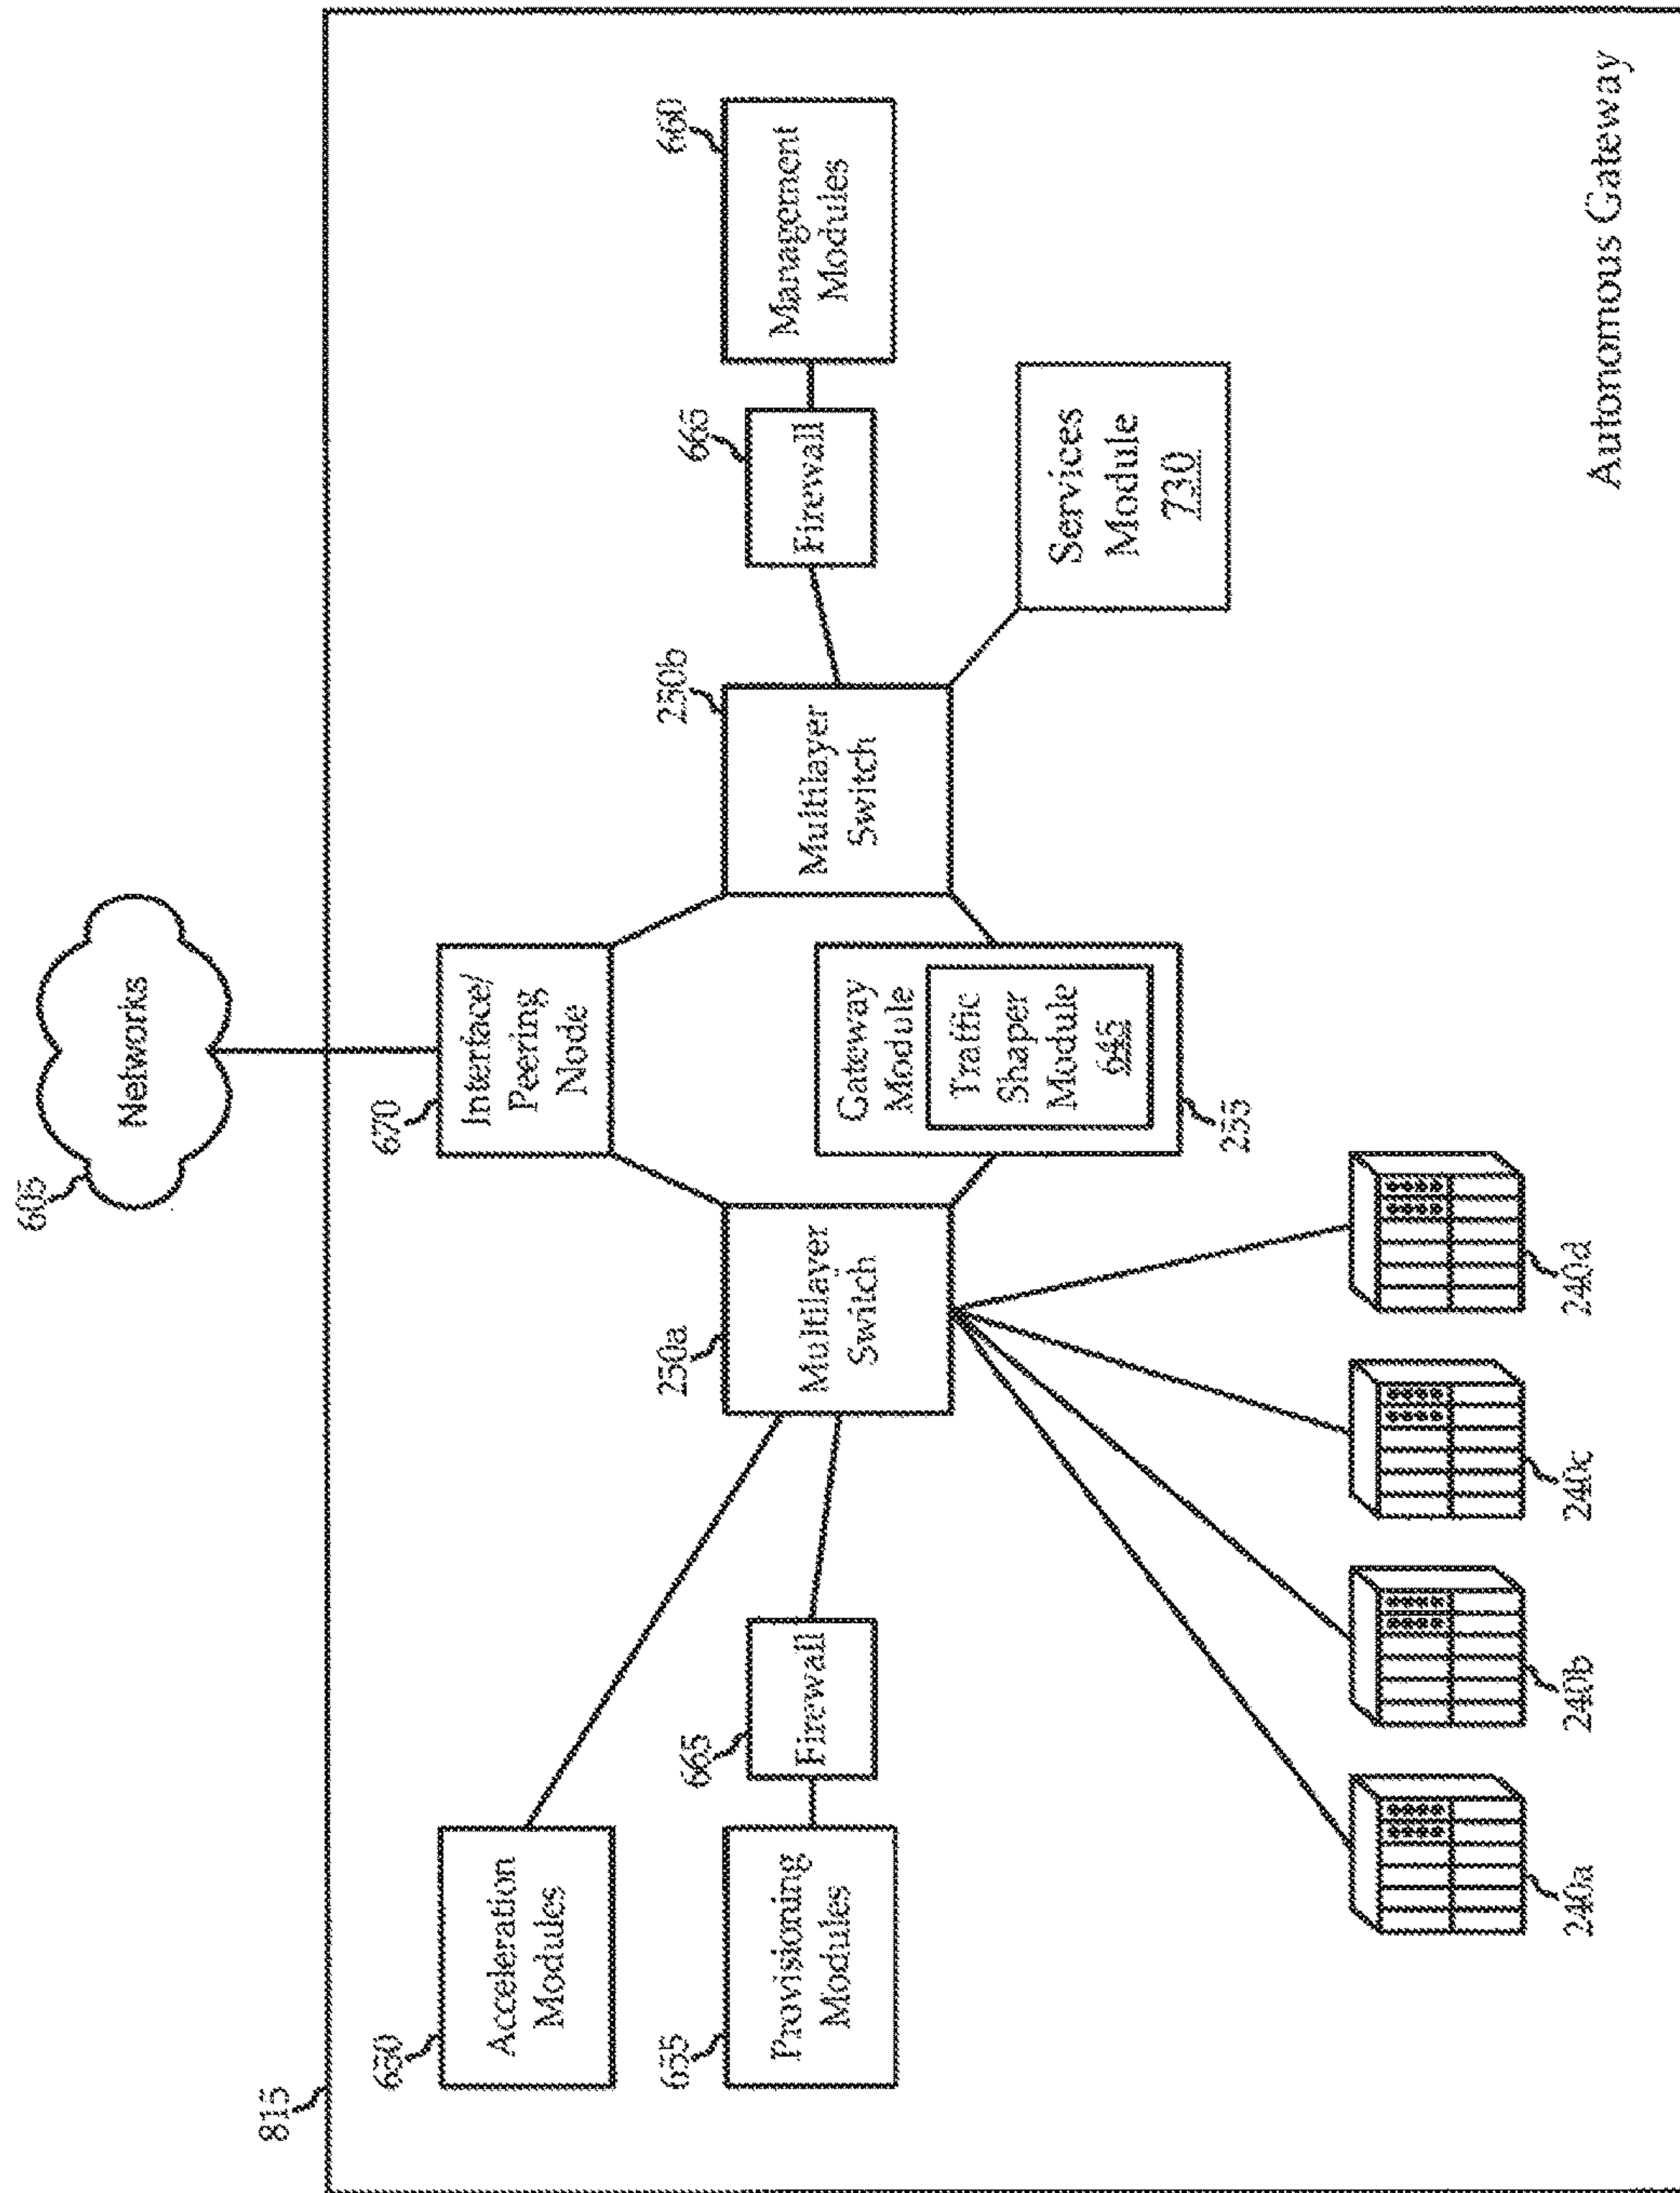 605
Networks
815
650
Acceleration
Modules
670
Interface/
Peering
Node
655
Provisioning
Modules
665
Firewall
250a
Multilayer
Switch
250b
Multilayer
Switch
665
Firewall
660
Management
Modules
Gateway
Module
Traffic
Shaper
Module
645
255
Services
Module
730
240a
240b
240c
240d
Autonomous Gateway